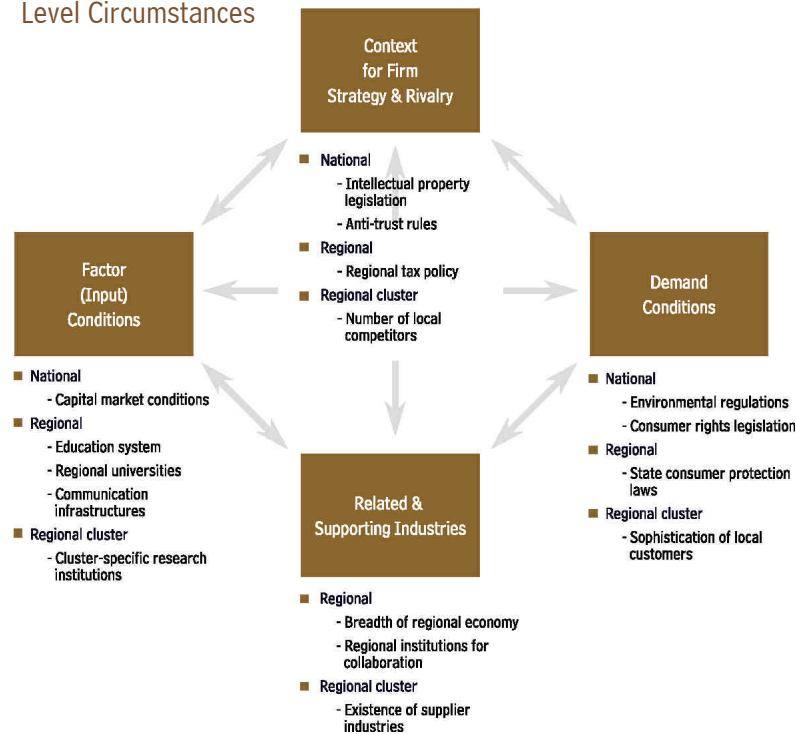 Level Circumstances
Context
for Firm
Strategy & Rivalry
National
- Intellectual property
legislation
- Anti-trust rules
Regional
- Regional tax policy
Regional cluster
- Number of local
competitors
Factor
(Input)
Conditions
National
- Capital market conditions
Regional
- Education system
- Regional universities
- Communication
infrastructures
Regional cluster
- Cluster-specific research
institutions
Demand
Conditions
National
- Environmental regulations
- Consumer rights legislation
Regional
- State consumer protection
laws
Regional cluster
- Sophistication of local
customers
Related &
Supporting Industries
Regional
- Breadth of regional economy
- Regional institutions for
collaboration
Regional cluster
- Existence of supplier
industries